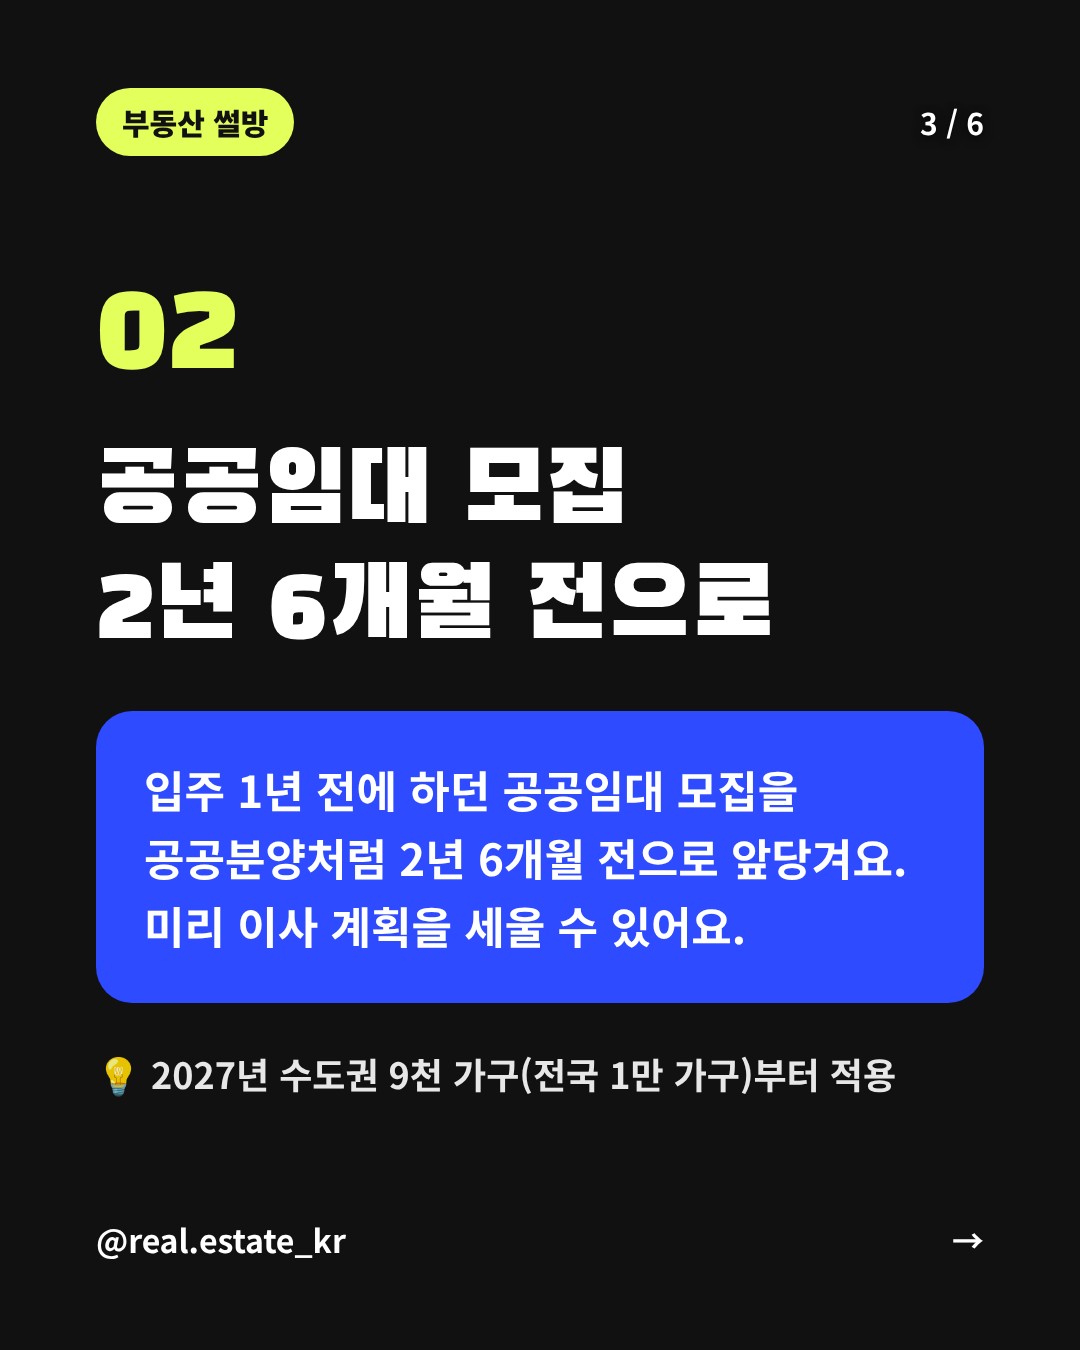 부동산 썰방
3 / 6
02
공공임대 모집
2년 6개월 전으로
입주 1년 전에 하던 공공임대 모집을
공공분양처럼 2년 6개월 전으로 앞당겨요.
미리 이사 계획을 세울 수 있어요.
💡 2027년 수도권 9천 가구(전국 1만 가구)부터 적용
@real.estate_kr
→